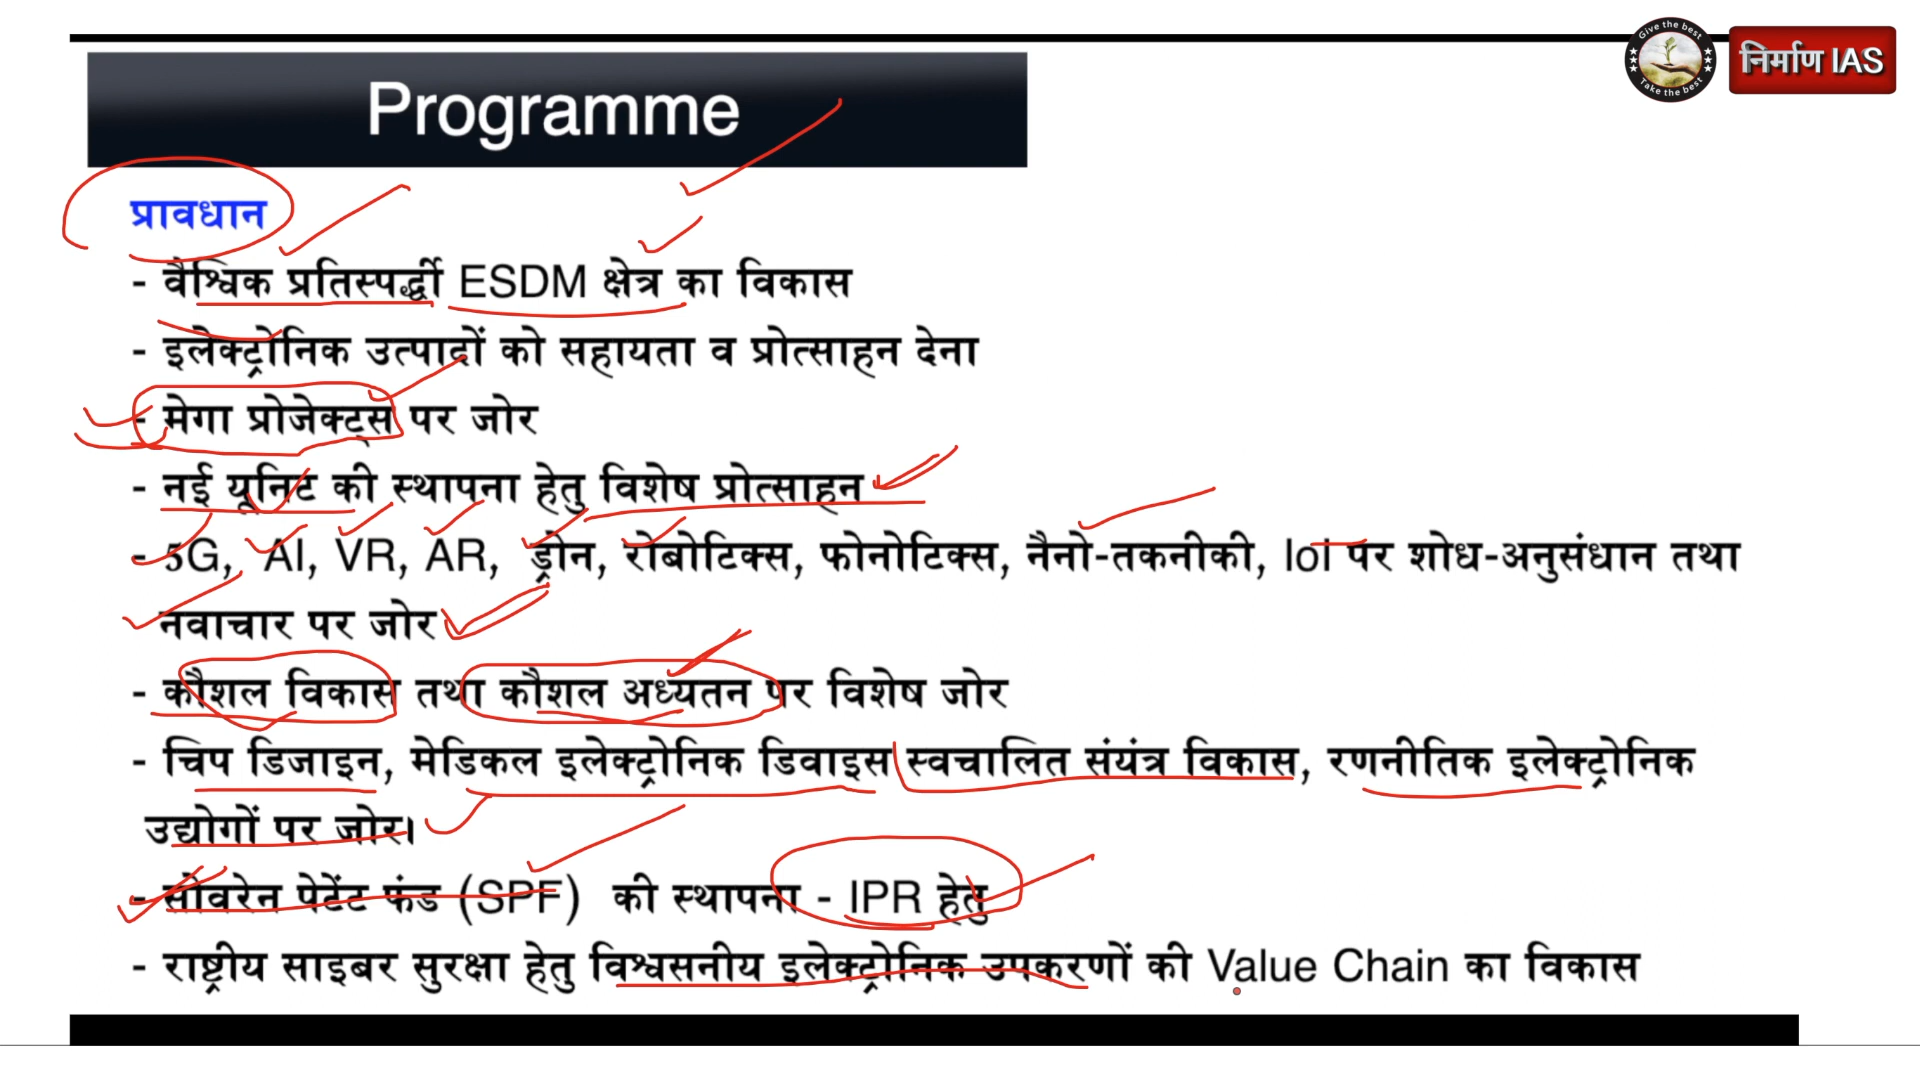 Give the best
Take the best
निर्माण IAS
Programme
प्रावधान
- वैश्विक प्रतिस्पर्द्धी ESDM क्षेत्र का विकास
- इलेक्ट्रोनिक उत्पादों को सहायता व प्रोत्साहन देना
- मेगा प्रोजेक्ट्स पर जोर
- नई यूनिट की स्थापना हेतु विशेष प्रोत्साहन
- 5G, AI, VR, AR, ड्रोन, रोबोटिक्स, फोनोटिक्स, नैनो-तकनीकी, IoI पर शोध-अनुसंधान तथा
नवाचार पर जोर
- कौशल विकास तथा कौशल अध्यतन पर विशेष जोर
- चिप डिजाइन, मेडिकल इलेक्ट्रोनिक डिवाइस स्वचालित संयंत्र विकास, रणनीतिक इलेक्ट्रोनिक
उद्योगों पर जोर।
- सोवरेन पेटेंट फंड (SPF) की स्थापना - IPR हेतु
- राष्ट्रीय साइबर सुरक्षा हेतु विश्वसनीय इलेक्ट्रोनिक उपकरणों की Value Chain का विकास